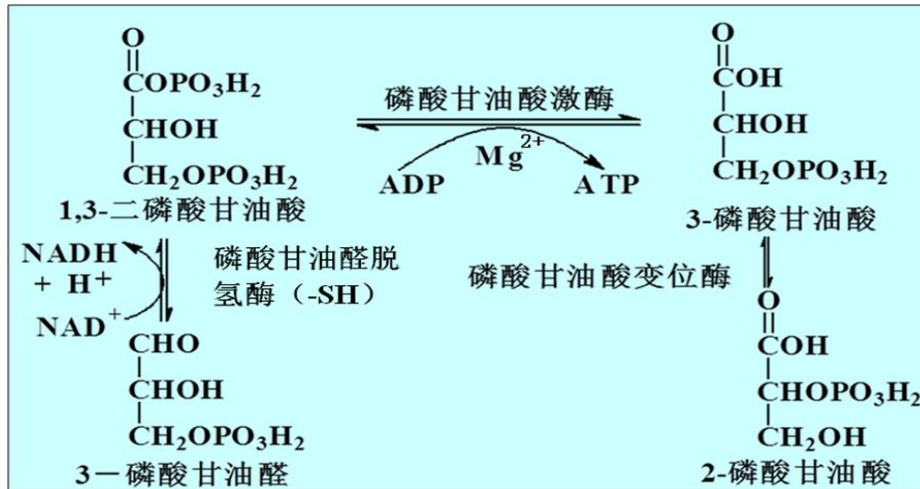 O
COPO₃H₂
CHOH
CH₂OPO₃H₂
1,3-二磷酸甘油酸
磷酸甘油酸激酶
Mg²⁺
ADP
ATP
O
COH
CHOH
CH₂OPO₃H₂
3-磷酸甘油酸
NADH
+ H⁺
NAD⁺
磷酸甘油醛脱
氢酶（-SH）
磷酸甘油酸变位酶
CHO
CHOH
CH₂OPO₃H₂
3－磷酸甘油醛
O
COH
CHOPO₃H₂
CH₂OH
2-磷酸甘油酸